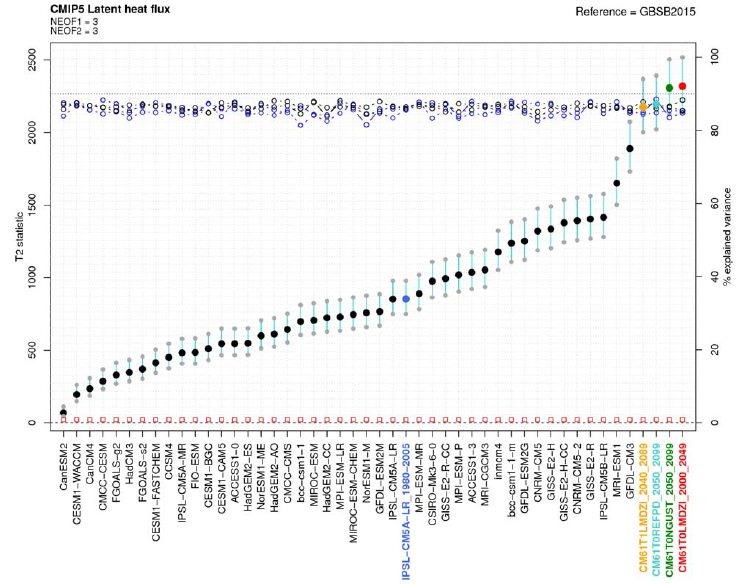 CMIP5 Latent heat flux
NEOF1 = 3
NEOF2 = 3
Reference = GBSB2015
T2 statistic
2500
2000
1500
1000
500
0
% explained variance
100
80
60
40
20
0
CanESM2
CESM1-WACCM
CanCM4
CMCC-CESM
FGOALS-g2
HadCM3
FGOALS-s2
CESM1-FASTCHEM
CCSM4
IPSL-CM5A-MR
FIO-ESM
CESM1-BGC
CESM1-CAM5
ACCESS1-0
HadGEM2-ES
NorESM1-ME
HadGEM2-AO
CMCC-CMS
bcc-csm1-1
MIROC-ESM
HadGEM2-CC
MPI-ESM-LR
MIROC-ESM-CHEM
NorESM1-M
GFDL-ESM2M
IPSL-CM5A-LR
IPSL-CM5A-LR_1980-2005
MPI-ESM-MR
CSIRO-Mk3-6-0
GISS-E2-R-CC
MPI-ESM-P
ACCESS1-3
MRI-CGCM3
inmcm4
bcc-csm1-1-m
GFDL-ESM2G
CNRM-CM5
GISS-E2-H
GISS-E2-H-CC
CNRM-CM5-2
GISS-E2-R
IPSL-CM5B-LR
MRI-ESM1
GFDL-CM3
CM61T1LMDZI_2040_2089
CM61T0REFPD_2050_2099
CM61T0NGUST_2050_2099
CM61T0LMDZI_2000_2049